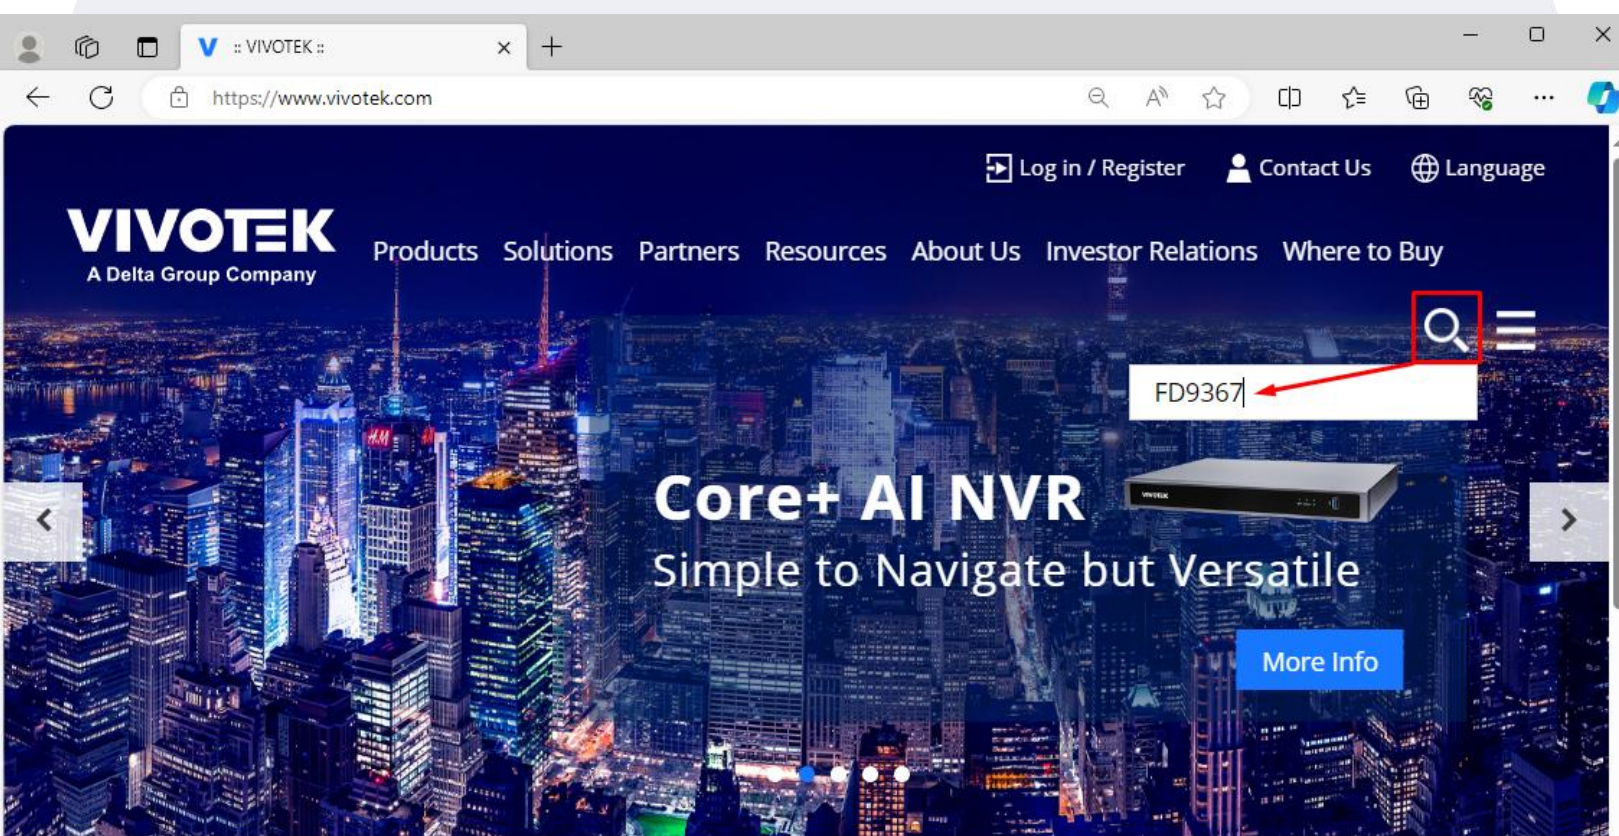 :: VIVOTEK ::
https://www.vivotek.com
Log in / Register Contact Us Language
VIVOTEK
A Delta Group Company
Products Solutions Partners Resources About Us Investor Relations Where to Buy
FD9367
H&M
Core+ AI NVR
VIVOTEK
Simple to Navigate but Versatile
More Info